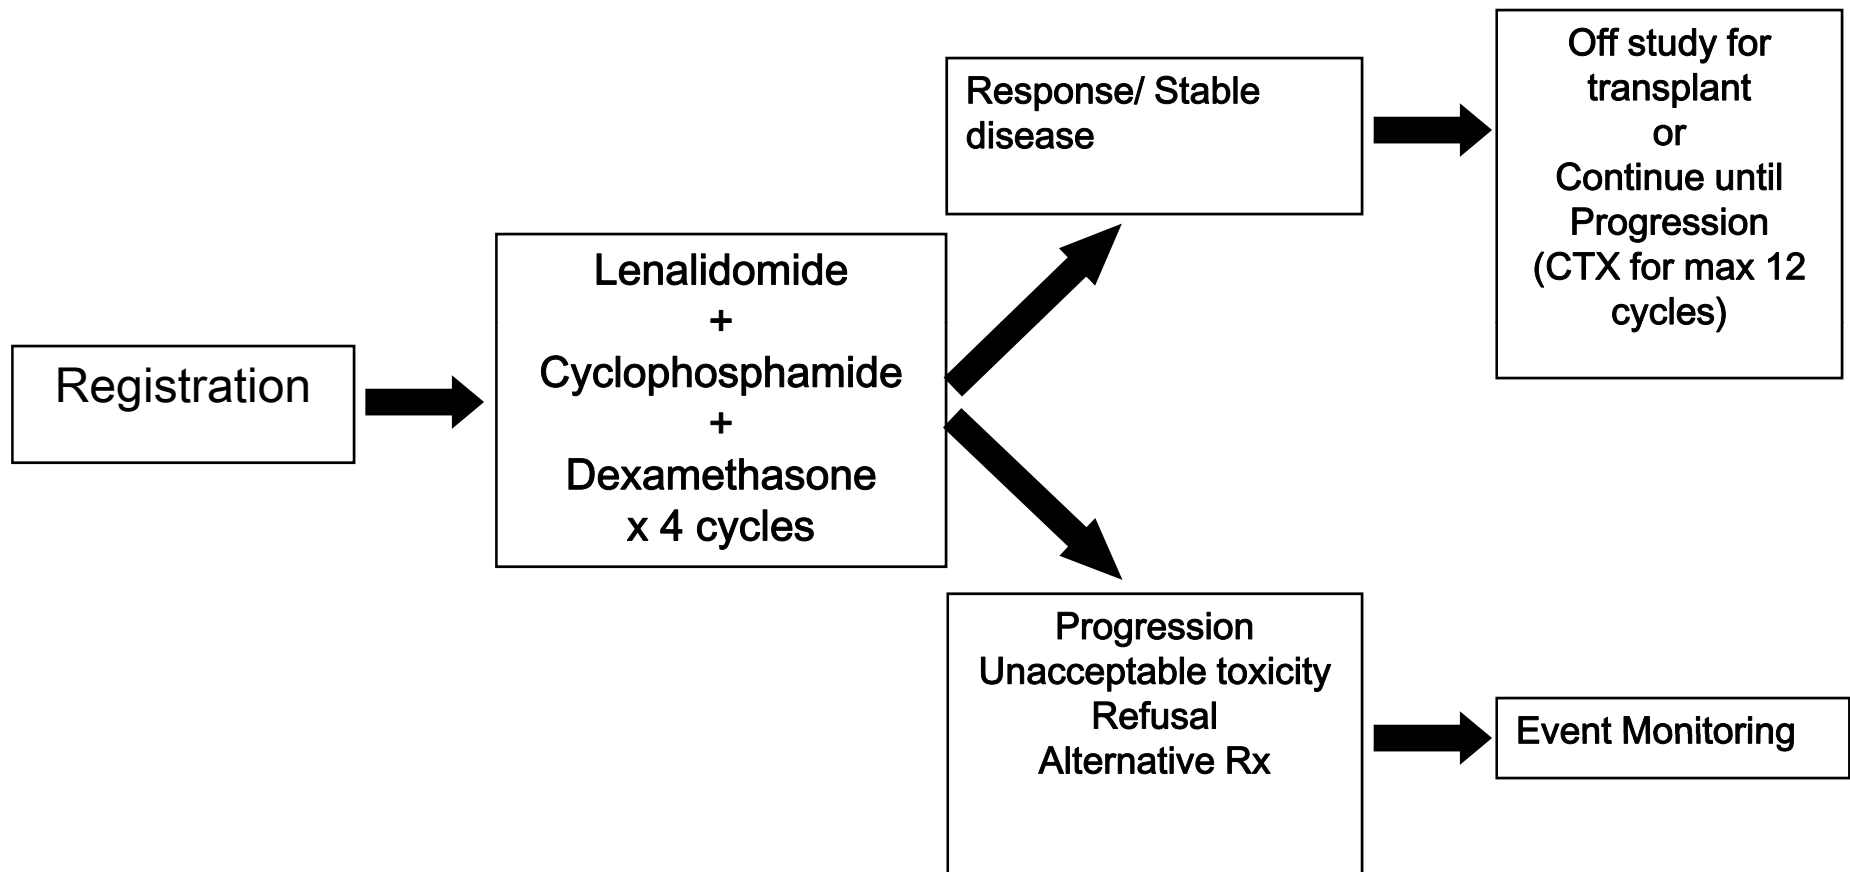 Registration
Lenalidomide
+
Cyclophosphamide
+
Dexamethasone
x 4 cycles
Response/ Stable
disease
Off study for
transplant
or
Continue until
Progression
(CTX for max 12
cycles)
Progression
Unacceptable toxicity
Refusal
Alternative Rx
Event Monitoring